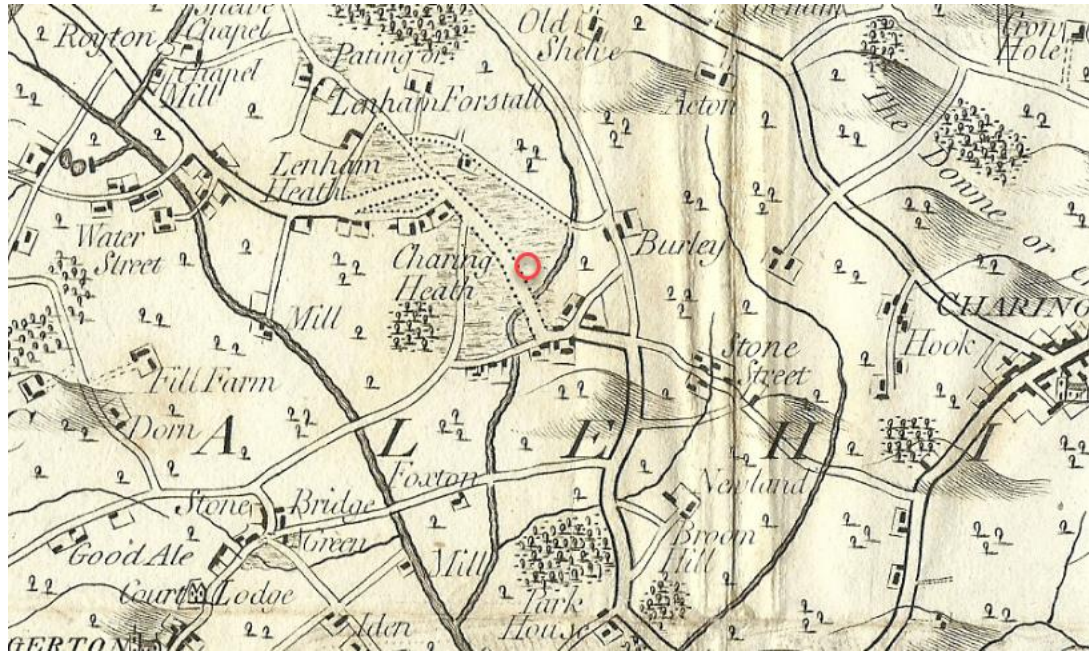 Royton
Chapel
Chapel
Mill
Pating or
Lenham Forstall
Old
Shelve
Acton
Iron
Hole
The
Donne
or
Lenham
Heath
Water
Street
Charing
Heath
Burley
Mill
CHARING
Hook
Stone
Street
Fill Farm
Dorn
A L E H I
Foxton
Newland
Stone
Bridge
Green
Good Ale
Mill
Broom
Hill
Court Lodge
Iden
Park
House
GERTON